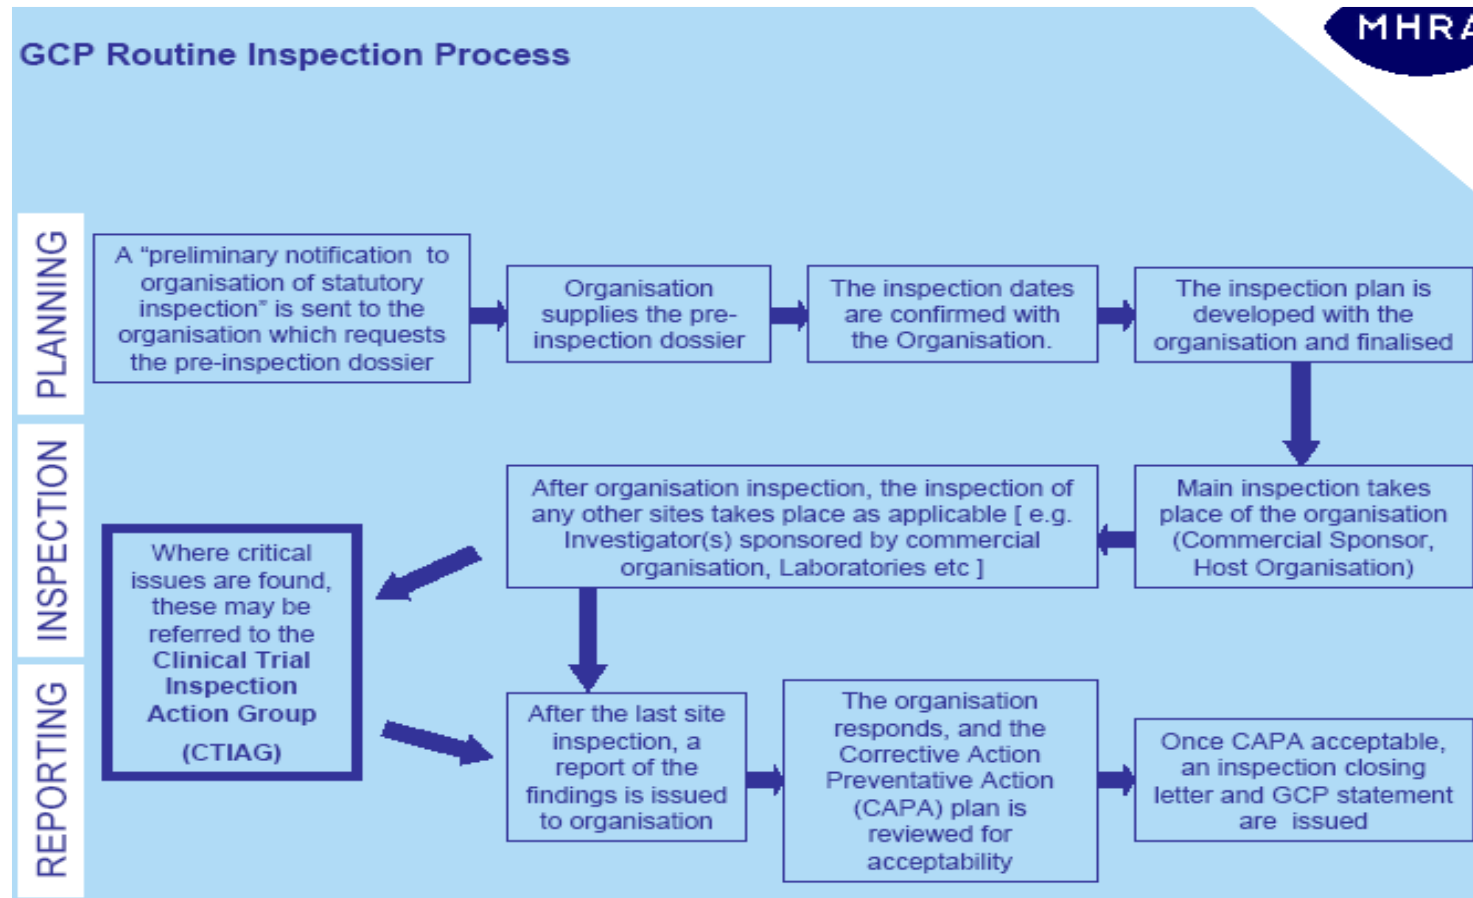 MHRA
GCP Routine Inspection Process
PLANNING
A "preliminary notification to
organisation of statutory
inspection" is sent to the
organisation which requests
the pre-inspection dossier
Organisation
supplies the pre-
inspection dossier
The inspection dates
are confirmed with
the Organisation.
The inspection plan is
developed with the
organisation and finalised
INSPECTION
Main inspection takes
place of the organisation
(Commercial Sponsor,
Host Organisation)
After organisation inspection, the inspection of
any other sites takes place as applicable [ e.g.
Investigator(s) sponsored by commercial
organisation, Laboratories etc ]
Where critical
issues are found,
these may be
referred to the
Clinical Trial
Inspection
Action Group
(CTIAG)
REPORTING
After the last site
inspection, a
report of the
findings is issued
to organisation
The organisation
responds, and the
Corrective Action
Preventative Action
(CAPA) plan is
reviewed for
acceptability
Once CAPA acceptable,
an inspection closing
letter and GCP statement
are issued